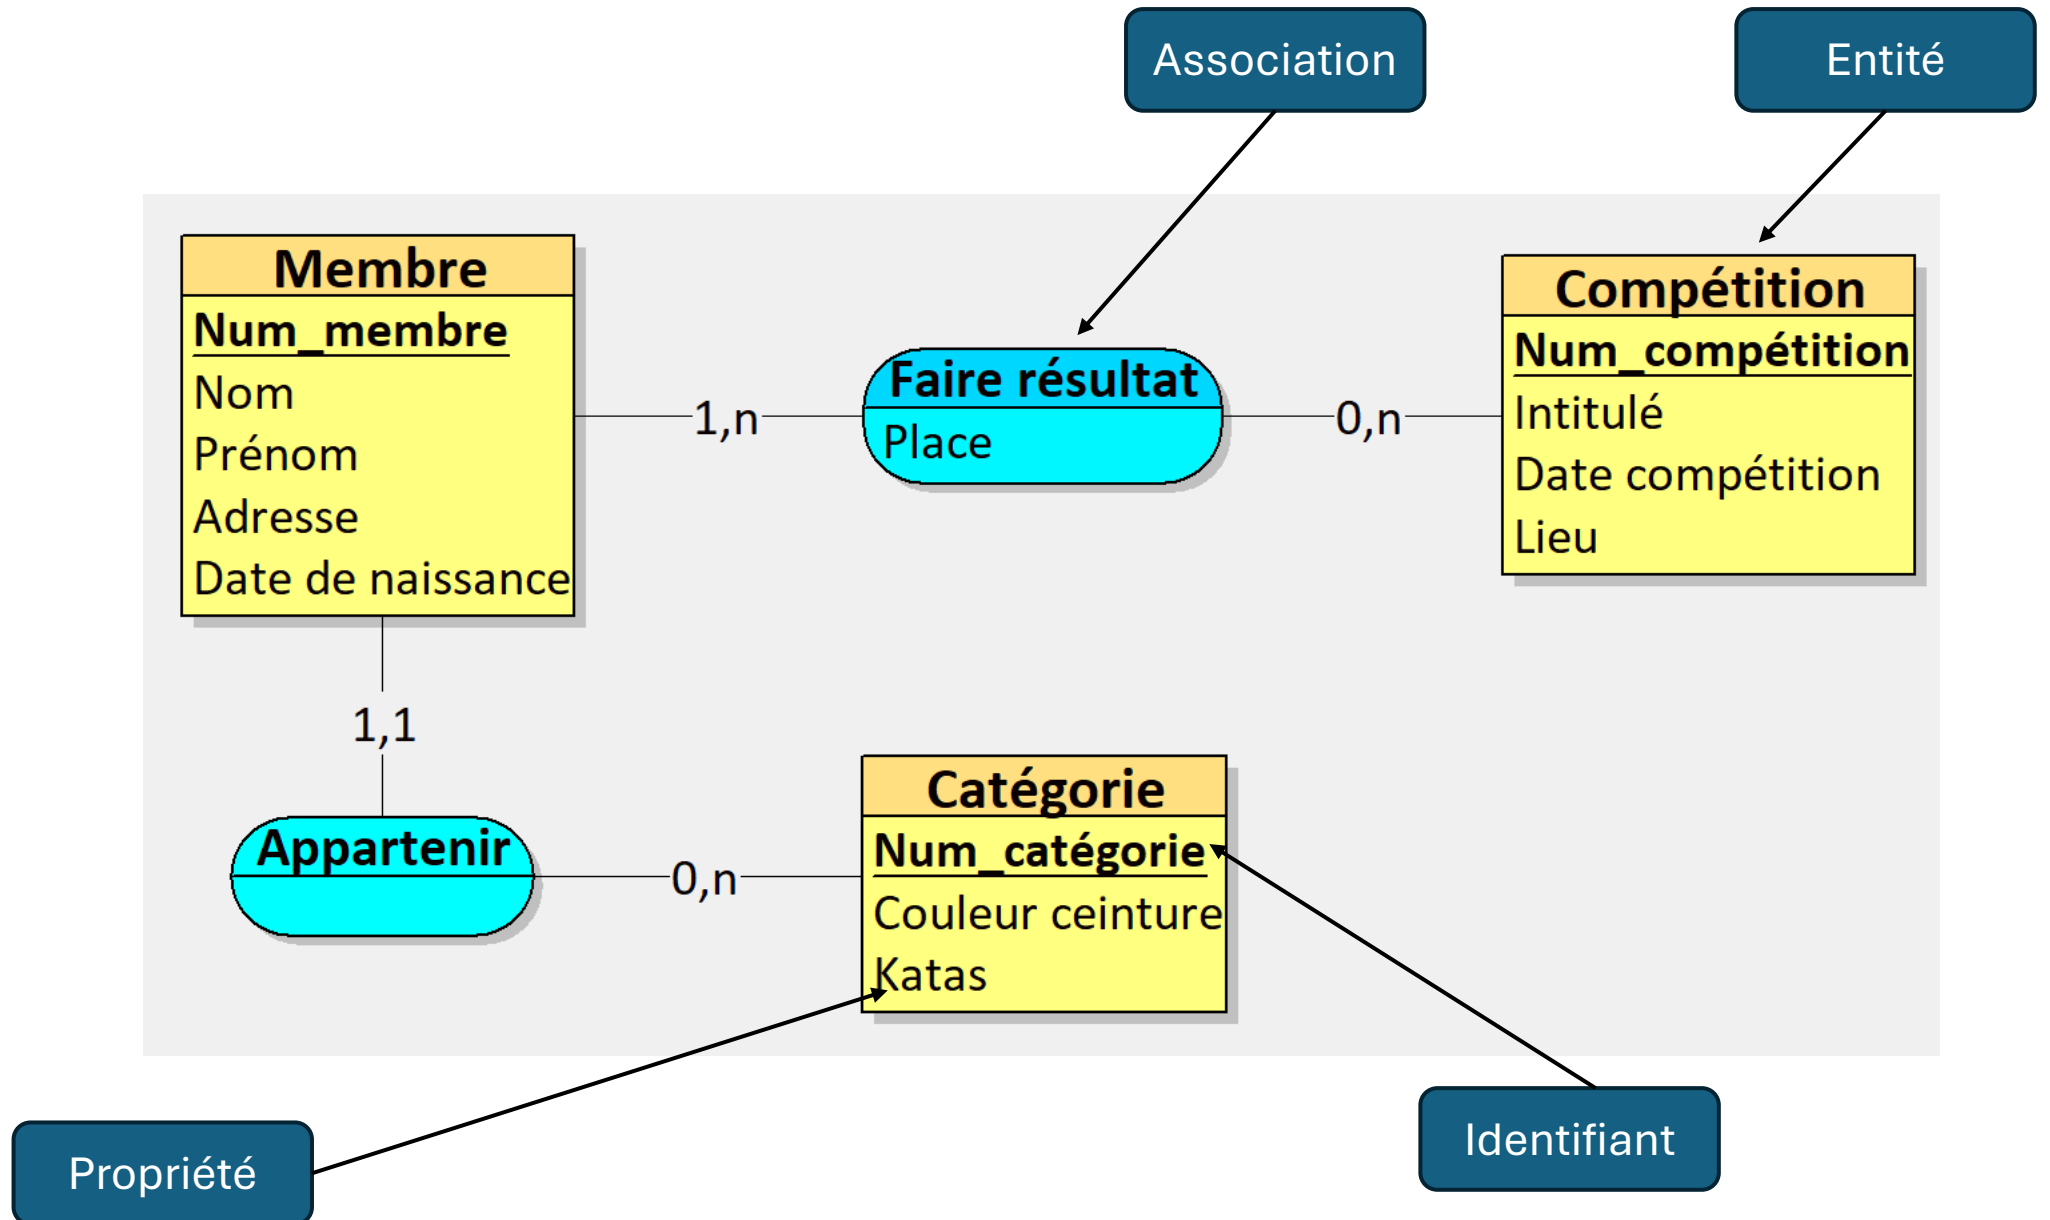 Association
Entité
Membre
Num_membre
Nom
Prénom
Adresse
Date de naissance
1,n
Faire résultat
Place
0,n
Compétition
Num_compétition
Intitulé
Date compétition
Lieu
1,1
Appartenir
0,n
Catégorie
Num_catégorie
Couleur ceinture
Katas
Propriété
Identifiant